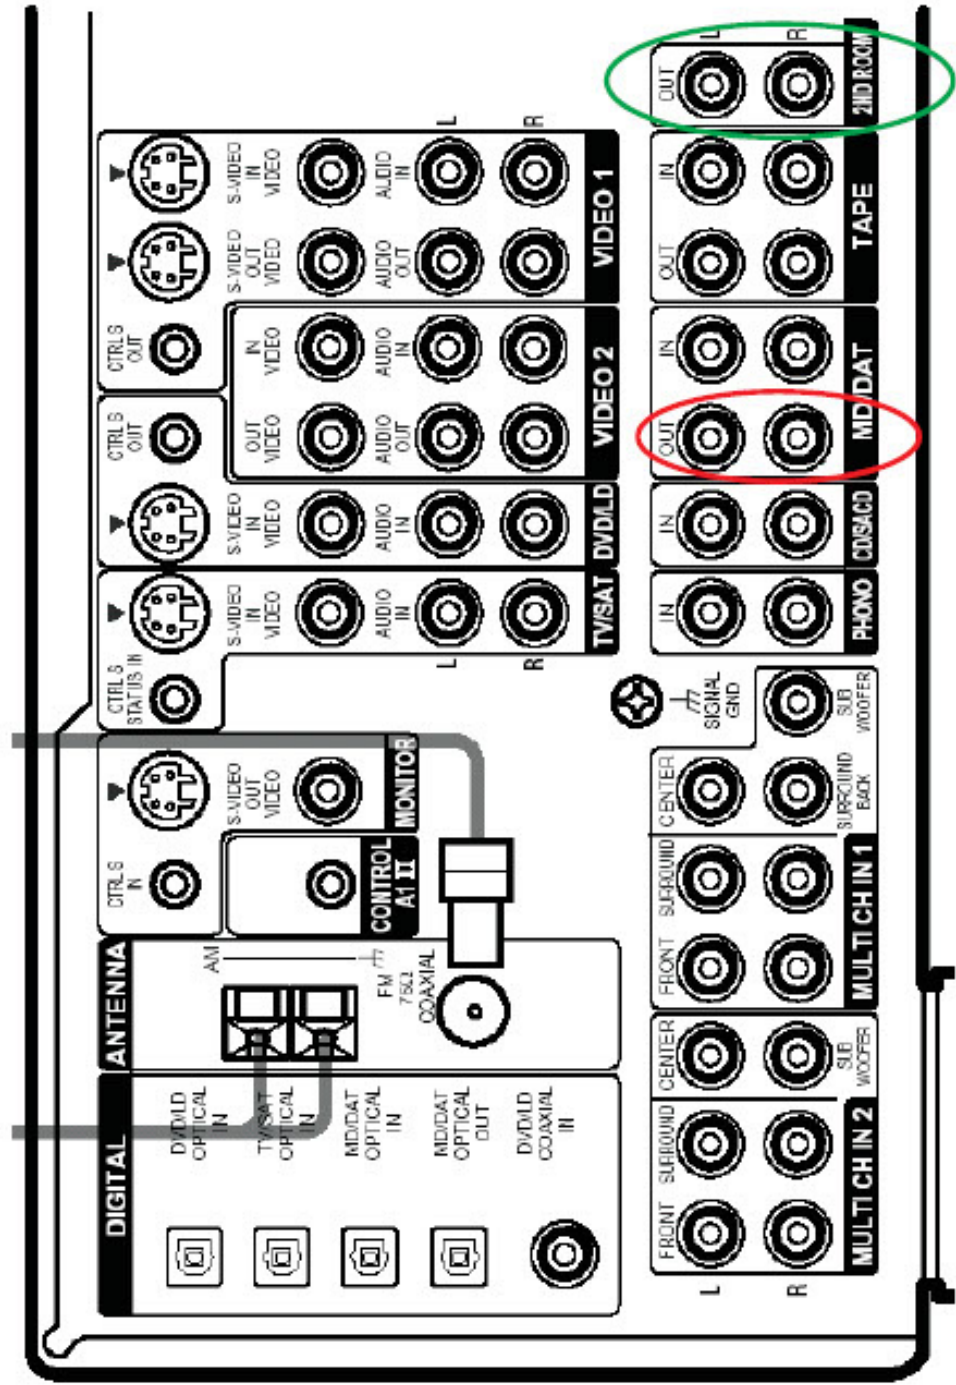 DIGITAL
DVD/LD
OPTICAL
IN
TV/SAT
OPTICAL
IN
MD/DAT
OPTICAL
IN
MD/DAT
OPTICAL
OUT
DVD/LD
COAXIAL
IN
ANTENNA
AM
FM
75Ω
COAXIAL
CTRL S
IN
S-VIDEO
OUT
VIDEO
MONITOR
CONTROL
A1 II
CTRL S
STATUS IN
S-VIDEO
IN
VIDEO
AUDIO
IN
L
R
TV/SAT
S-VIDEO
IN
VIDEO
AUDIO
IN
DVD/LD
CTRL S
OUT
OUT
VIDEO
AUDIO
OUT
IN
VIDEO
AUDIO
IN
VIDEO 2
CTRL S
OUT
S-VIDEO
OUT
VIDEO
AUDIO
OUT
S-VIDEO
IN
VIDEO
AUDIO
IN
L
R
VIDEO 1
SIGNAL
GND
L
R
FRONT
SURROUND
CENTER
SUB
WOOFER
MULTI CH IN 2
FRONT
SURROUND
CENTER
SURROUND
BACK
SUB
WOOFER
MULTI CH IN 1
IN
PHONO
IN
CD/SACD
OUT
IN
MD/DAT
OUT
IN
TAPE
OUT
L
R
2ND ROOM